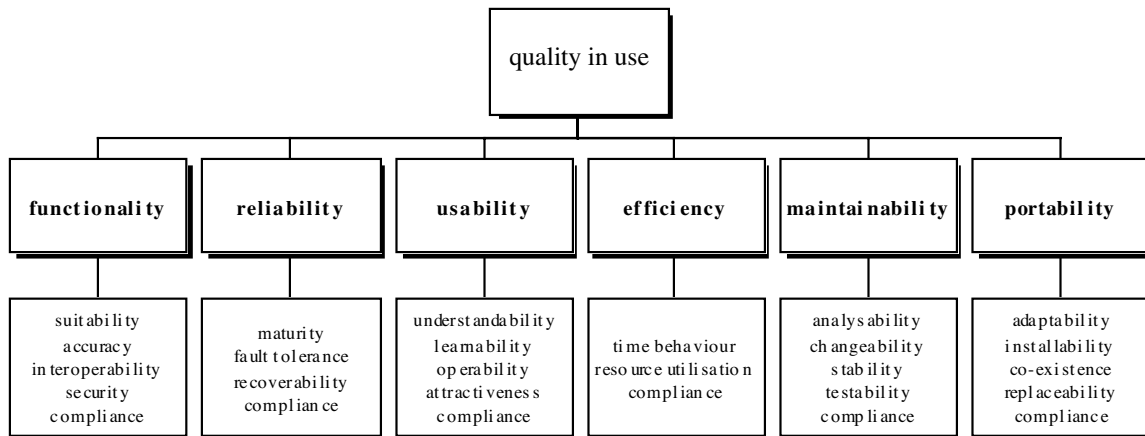 quality in use
functionality
reliability
usability
efficiency
maintainability
portability
suitability
accuracy
interoperability
security
compliance
maturity
fault tolerance
recoverability
compliance
understandability
learnability
operability
attractiveness
compliance
time behaviour
resource utilisation
compliance
analysability
changeability
stability
testability
compliance
adaptability
installability
co-existence
replaceability
compliance